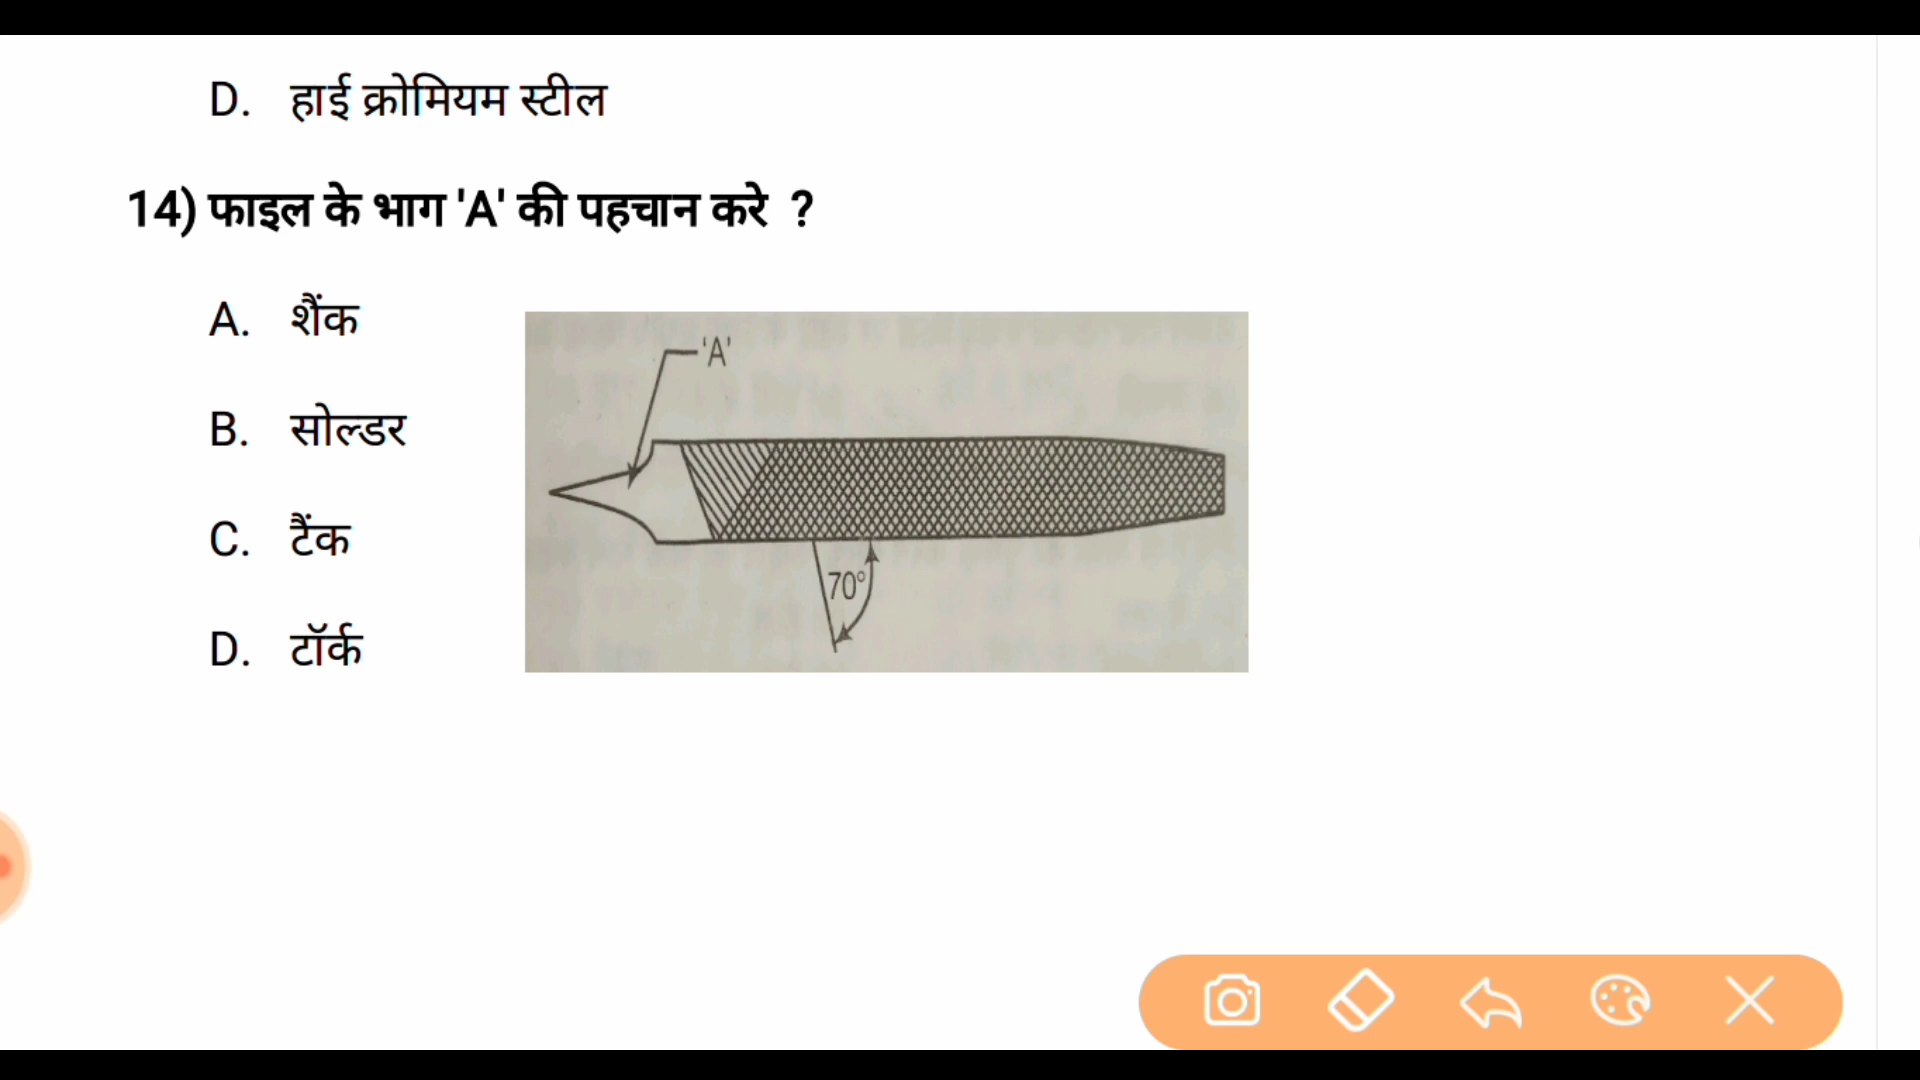 D. हाई क्रोमियम स्टील
14) फाइल के भाग 'A' की पहचान करे ?
A. शैंक
'A'
B. सोल्डर
C. टैंक
70°
D. टॉर्क